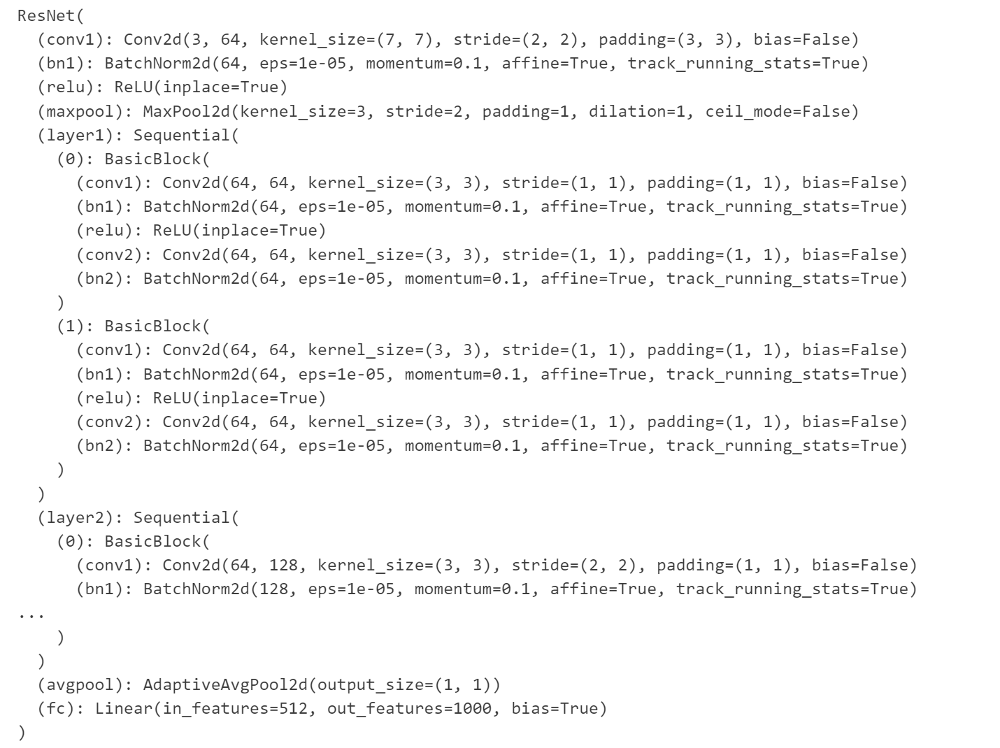 ResNet(
  (conv1): Conv2d(3, 64, kernel_size=(7, 7), stride=(2, 2), padding=(3, 3), bias=False)
  (bn1): BatchNorm2d(64, eps=1e-05, momentum=0.1, affine=True, track_running_stats=True)
  (relu): ReLU(inplace=True)
  (maxpool): MaxPool2d(kernel_size=3, stride=2, padding=1, dilation=1, ceil_mode=False)
  (layer1): Sequential(
    (0): BasicBlock(
      (conv1): Conv2d(64, 64, kernel_size=(3, 3), stride=(1, 1), padding=(1, 1), bias=False)
      (bn1): BatchNorm2d(64, eps=1e-05, momentum=0.1, affine=True, track_running_stats=True)
      (relu): ReLU(inplace=True)
      (conv2): Conv2d(64, 64, kernel_size=(3, 3), stride=(1, 1), padding=(1, 1), bias=False)
      (bn2): BatchNorm2d(64, eps=1e-05, momentum=0.1, affine=True, track_running_stats=True)
    )
    (1): BasicBlock(
      (conv1): Conv2d(64, 64, kernel_size=(3, 3), stride=(1, 1), padding=(1, 1), bias=False)
      (bn1): BatchNorm2d(64, eps=1e-05, momentum=0.1, affine=True, track_running_stats=True)
      (relu): ReLU(inplace=True)
      (conv2): Conv2d(64, 64, kernel_size=(3, 3), stride=(1, 1), padding=(1, 1), bias=False)
      (bn2): BatchNorm2d(64, eps=1e-05, momentum=0.1, affine=True, track_running_stats=True)
    )
  )
  (layer2): Sequential(
    (0): BasicBlock(
      (conv1): Conv2d(64, 128, kernel_size=(3, 3), stride=(2, 2), padding=(1, 1), bias=False)
      (bn1): BatchNorm2d(128, eps=1e-05, momentum=0.1, affine=True, track_running_stats=True)
...
    )
  )
  (avgpool): AdaptiveAvgPool2d(output_size=(1, 1))
  (fc): Linear(in_features=512, out_features=1000, bias=True)
)